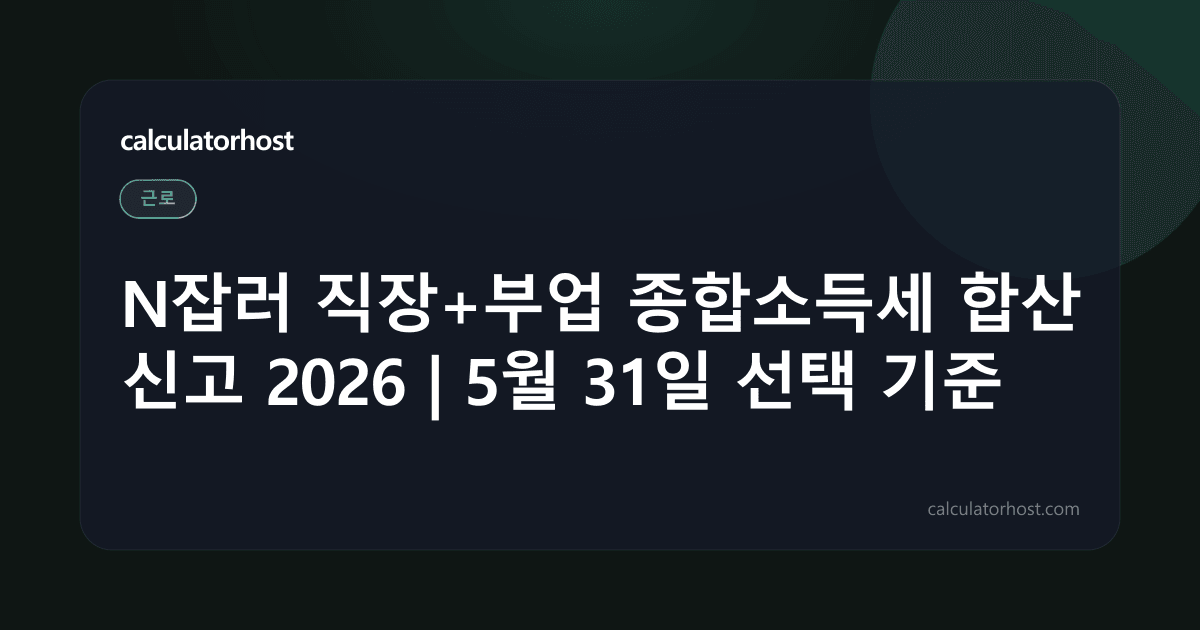 calculatorhost
근로
N잡러 직장+부업 종합소득세 합산
신고 2026 | 5월 31일 선택 기준
calculatorhost.com